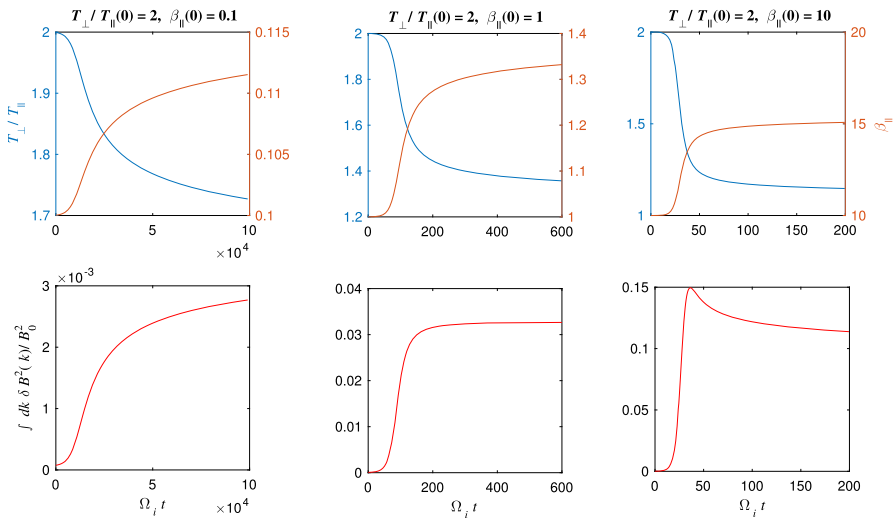 T⊥/ T∥(0) = 2, β∥(0) = 0.1
T⊥/ T∥(0) = 2, β∥(0) = 1
T⊥/ T∥(0) = 2, β∥(0) = 10
T⊥/ T∥
2
1.9
1.8
1.7
0.115
0.11
0.105
0.1
0 5 10
×10^4
2
1.8
1.6
1.4
1.2
1.4
1.3
1.2
1.1
1
0 200 400 600
2
1.5
1
20
15
10
β∥
0 50 100 150 200
∫ dk δ B²( k)/ B₀²
×10^-3
3
2
1
0
0 5 10
Ω_i t
×10^4
0.04
0.03
0.02
0.01
0
0 200 400 600
Ω_i t
0.15
0.1
0.05
0
0 50 100 150 200
Ω_i t